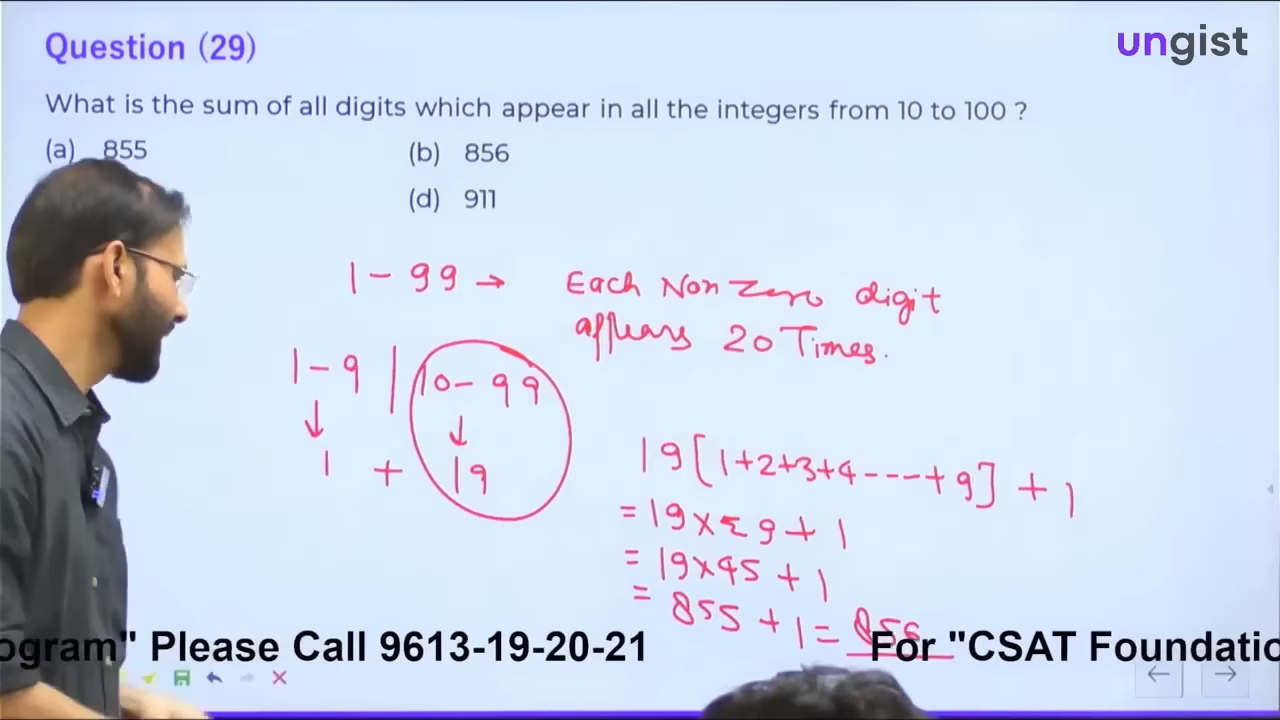 Question (29)
ungist
What is the sum of all digits which appear in all the integers from 10 to 100 ?
(a) 855
(b) 856
(d) 911
1 - 99 → Each Non Zero digit
appears 20 Times.
1 - 9 | 10 - 99
↓ ↓
1 + 19
19[1+2+3+4----+9] + 1
= 19×Σ9 + 1
= 19×45 + 1
= 855 + 1 = 856
ogram" Please Call 9613-19-20-21
For "CSAT Foundatio